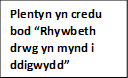 Plentyn yn credu
bod “Rhywbeth
drwg yn mynd i
ddigwydd”